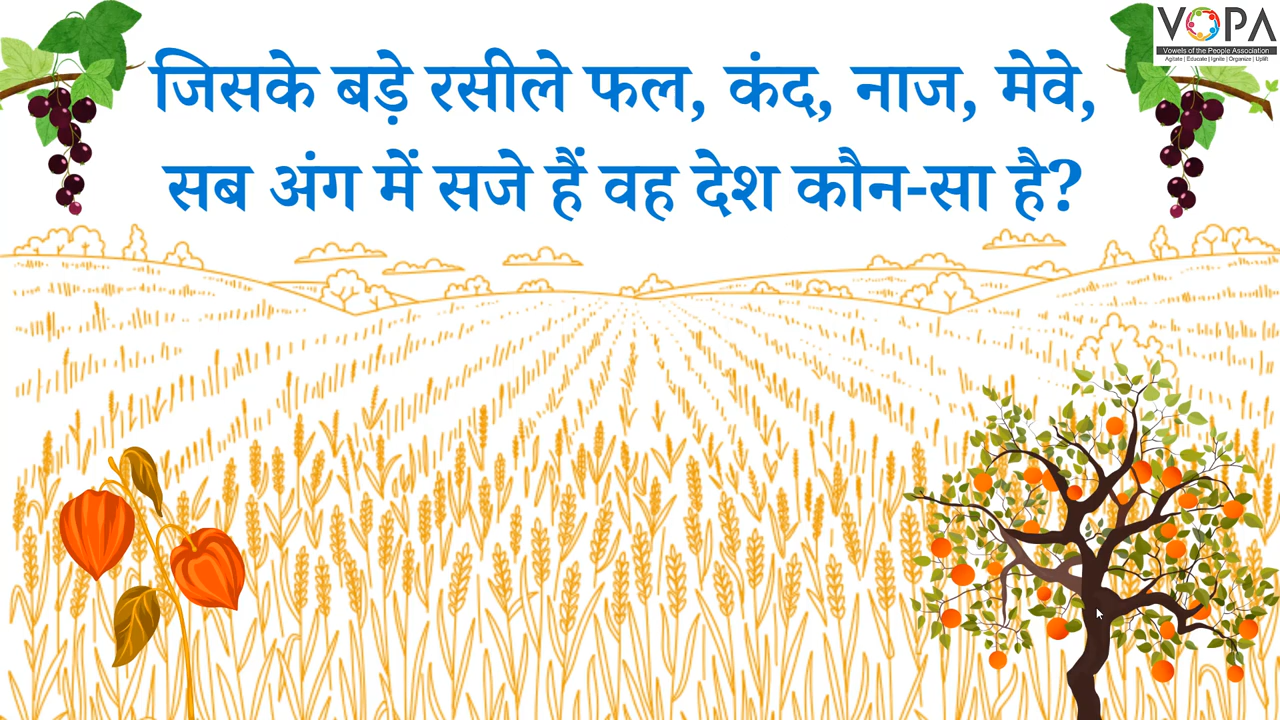 VOPA
Vowels of the People Association
Agitate | Educate | Ignite | Organize | Uplift
जिसके बड़े रसीले फल, कंद, नाज, मेवे,
सब अंग में सजे हैं वह देश कौन-सा है?